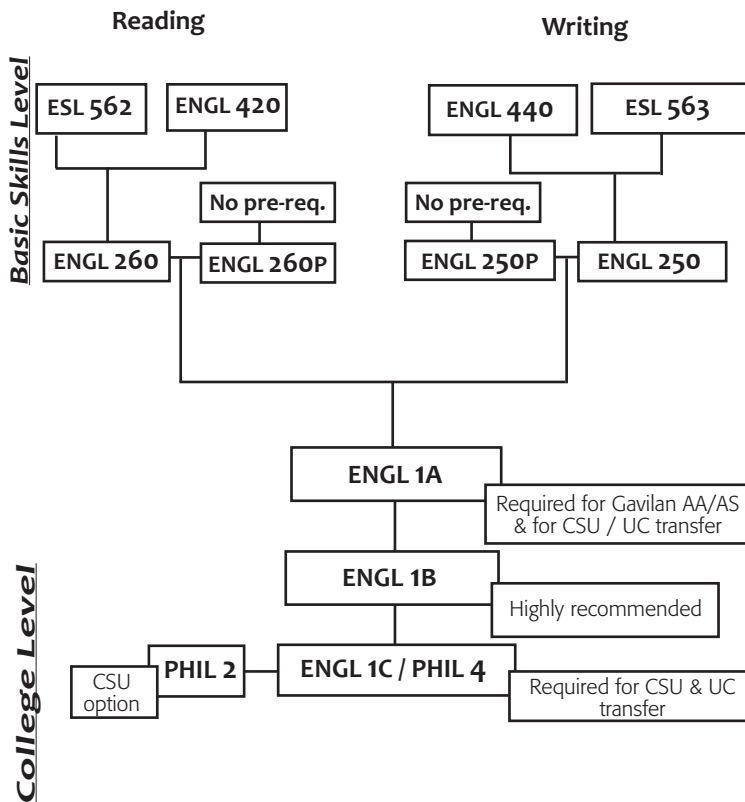 Reading
Writing
Basic Skills Level
ESL 562
ENGL 420
ENGL 440
ESL 563
No pre-req.
No pre-req.
ENGL 260
ENGL 260P
ENGL 250P
ENGL 250
ENGL 1A
Required for Gavilan AA/AS
& for CSU / UC transfer
ENGL 1B
Highly recommended
College Level
PHIL 2
ENGL 1C / PHIL 4
CSU
option
Required for CSU & UC
transfer